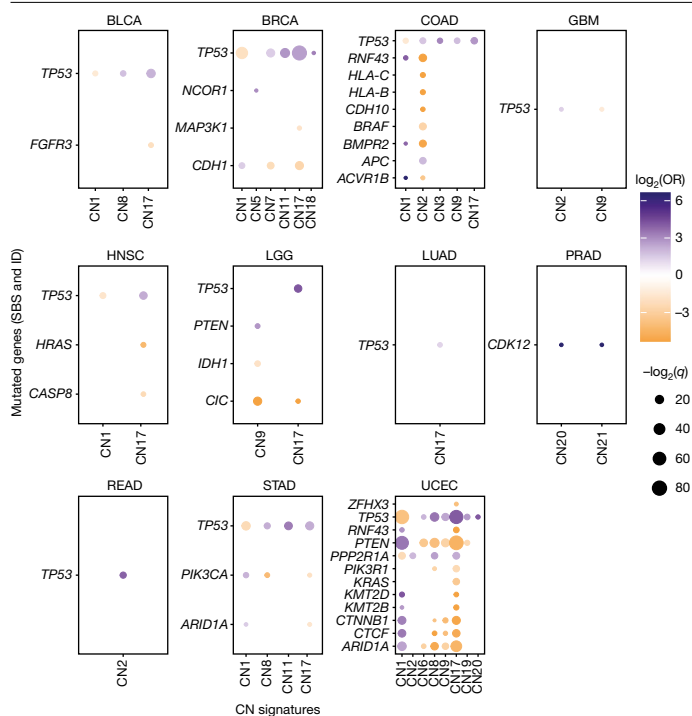 BLCA
TP53
FGFR3
CN1
CN8
CN17
BRCA
TP53
NCOR1
MAP3K1
CDH1
CN1
CN5
CN7
CN11
CN17
CN18
COAD
TP53
RNF43
HLA-C
HLA-B
CDH10
BRAF
BMPR2
APC
ACVR1B
CN1
CN2
CN3
CN9
CN17
GBM
TP53
CN2
CN9
Mutated genes (SBS and ID)
HNSC
TP53
HRAS
CASP8
CN1
CN17
LGG
TP53
PTEN
IDH1
CIC
CN9
CN17
LUAD
TP53
CN17
PRAD
CDK12
CN20
CN21
READ
TP53
CN2
STAD
TP53
PIK3CA
ARID1A
CN1
CN8
CN11
CN17
UCEC
ZFHX3
TP53
RNF43
PTEN
PPP2R1A
PIK3R1
KRAS
KMT2D
KMT2B
CTNNB1
CTCF
ARID1A
CN1
CN2
CN6
CN8
CN9
CN17
CN19
CN20
CN signatures
log2(OR)
6
3
0
−3
−log2(q)
20
40
60
80